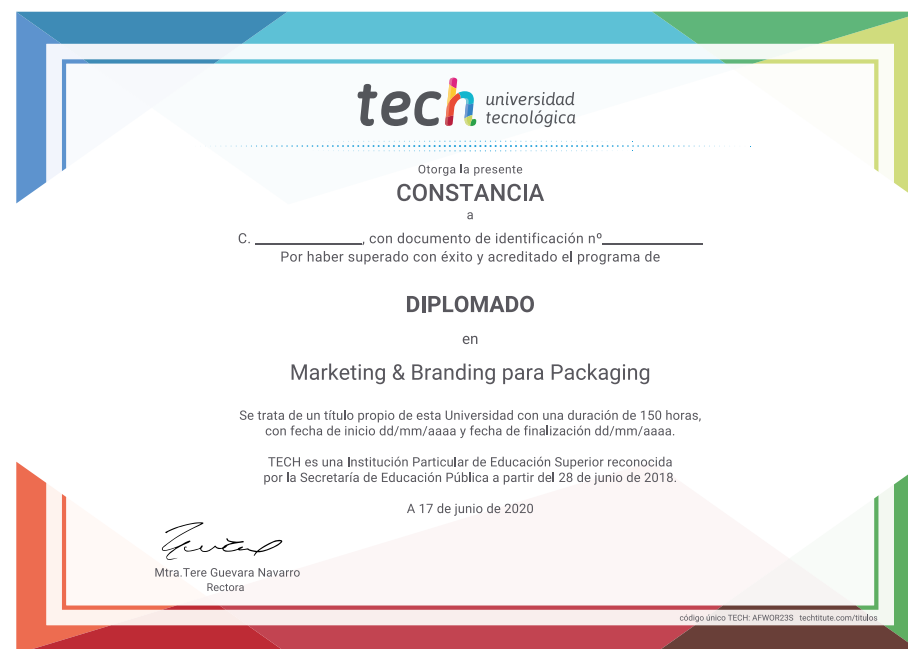 tech universidad
tecnológica
Otorga la presente
CONSTANCIA
a
C. ____________, con documento de identificación nº____________
Por haber superado con éxito y acreditado el programa de
DIPLOMADO
en
Marketing & Branding para Packaging
Se trata de un título propio de esta Universidad con una duración de 150 horas,
con fecha de inicio dd/mm/aaaa y fecha de finalización dd/mm/aaaa.
TECH es una Institución Particular de Educación Superior reconocida
por la Secretaría de Educación Pública a partir del 28 de junio de 2018.
A 17 de junio de 2020
Mtra.Tere Guevara Navarro
Rectora
código único TECH: AFWOR23S techtitute.com/titulos